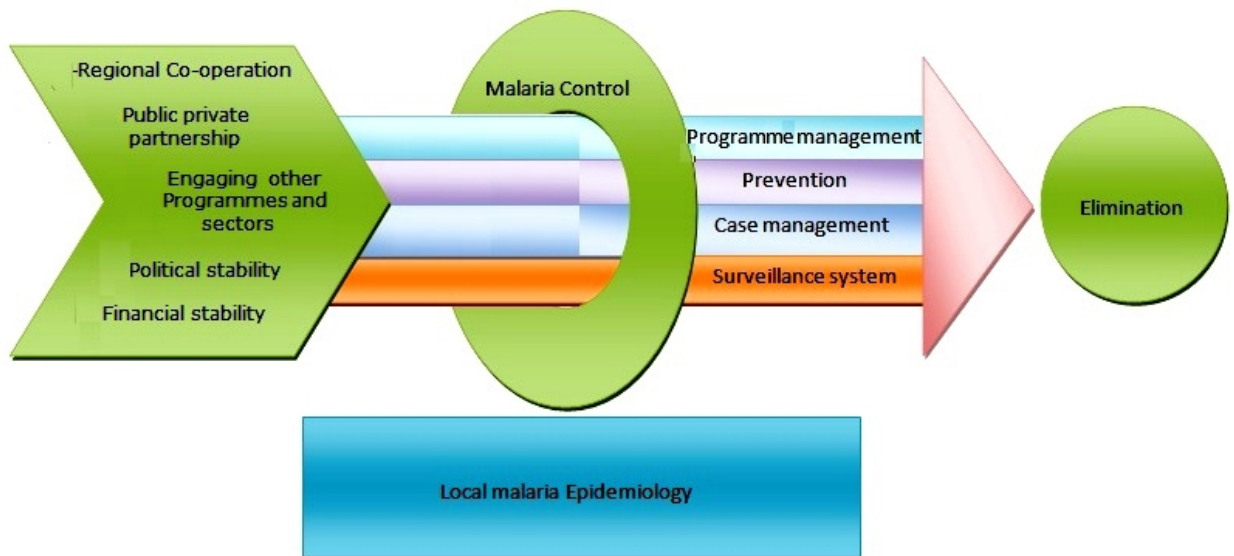 -Regional Co-operation
Public private
partnership
Engaging other
Programmes and
sectors
Political stability
Financial stability
Malaria Control
Programme management
Prevention
Case management
Surveillance system
Elimination
Local malaria Epidemiology